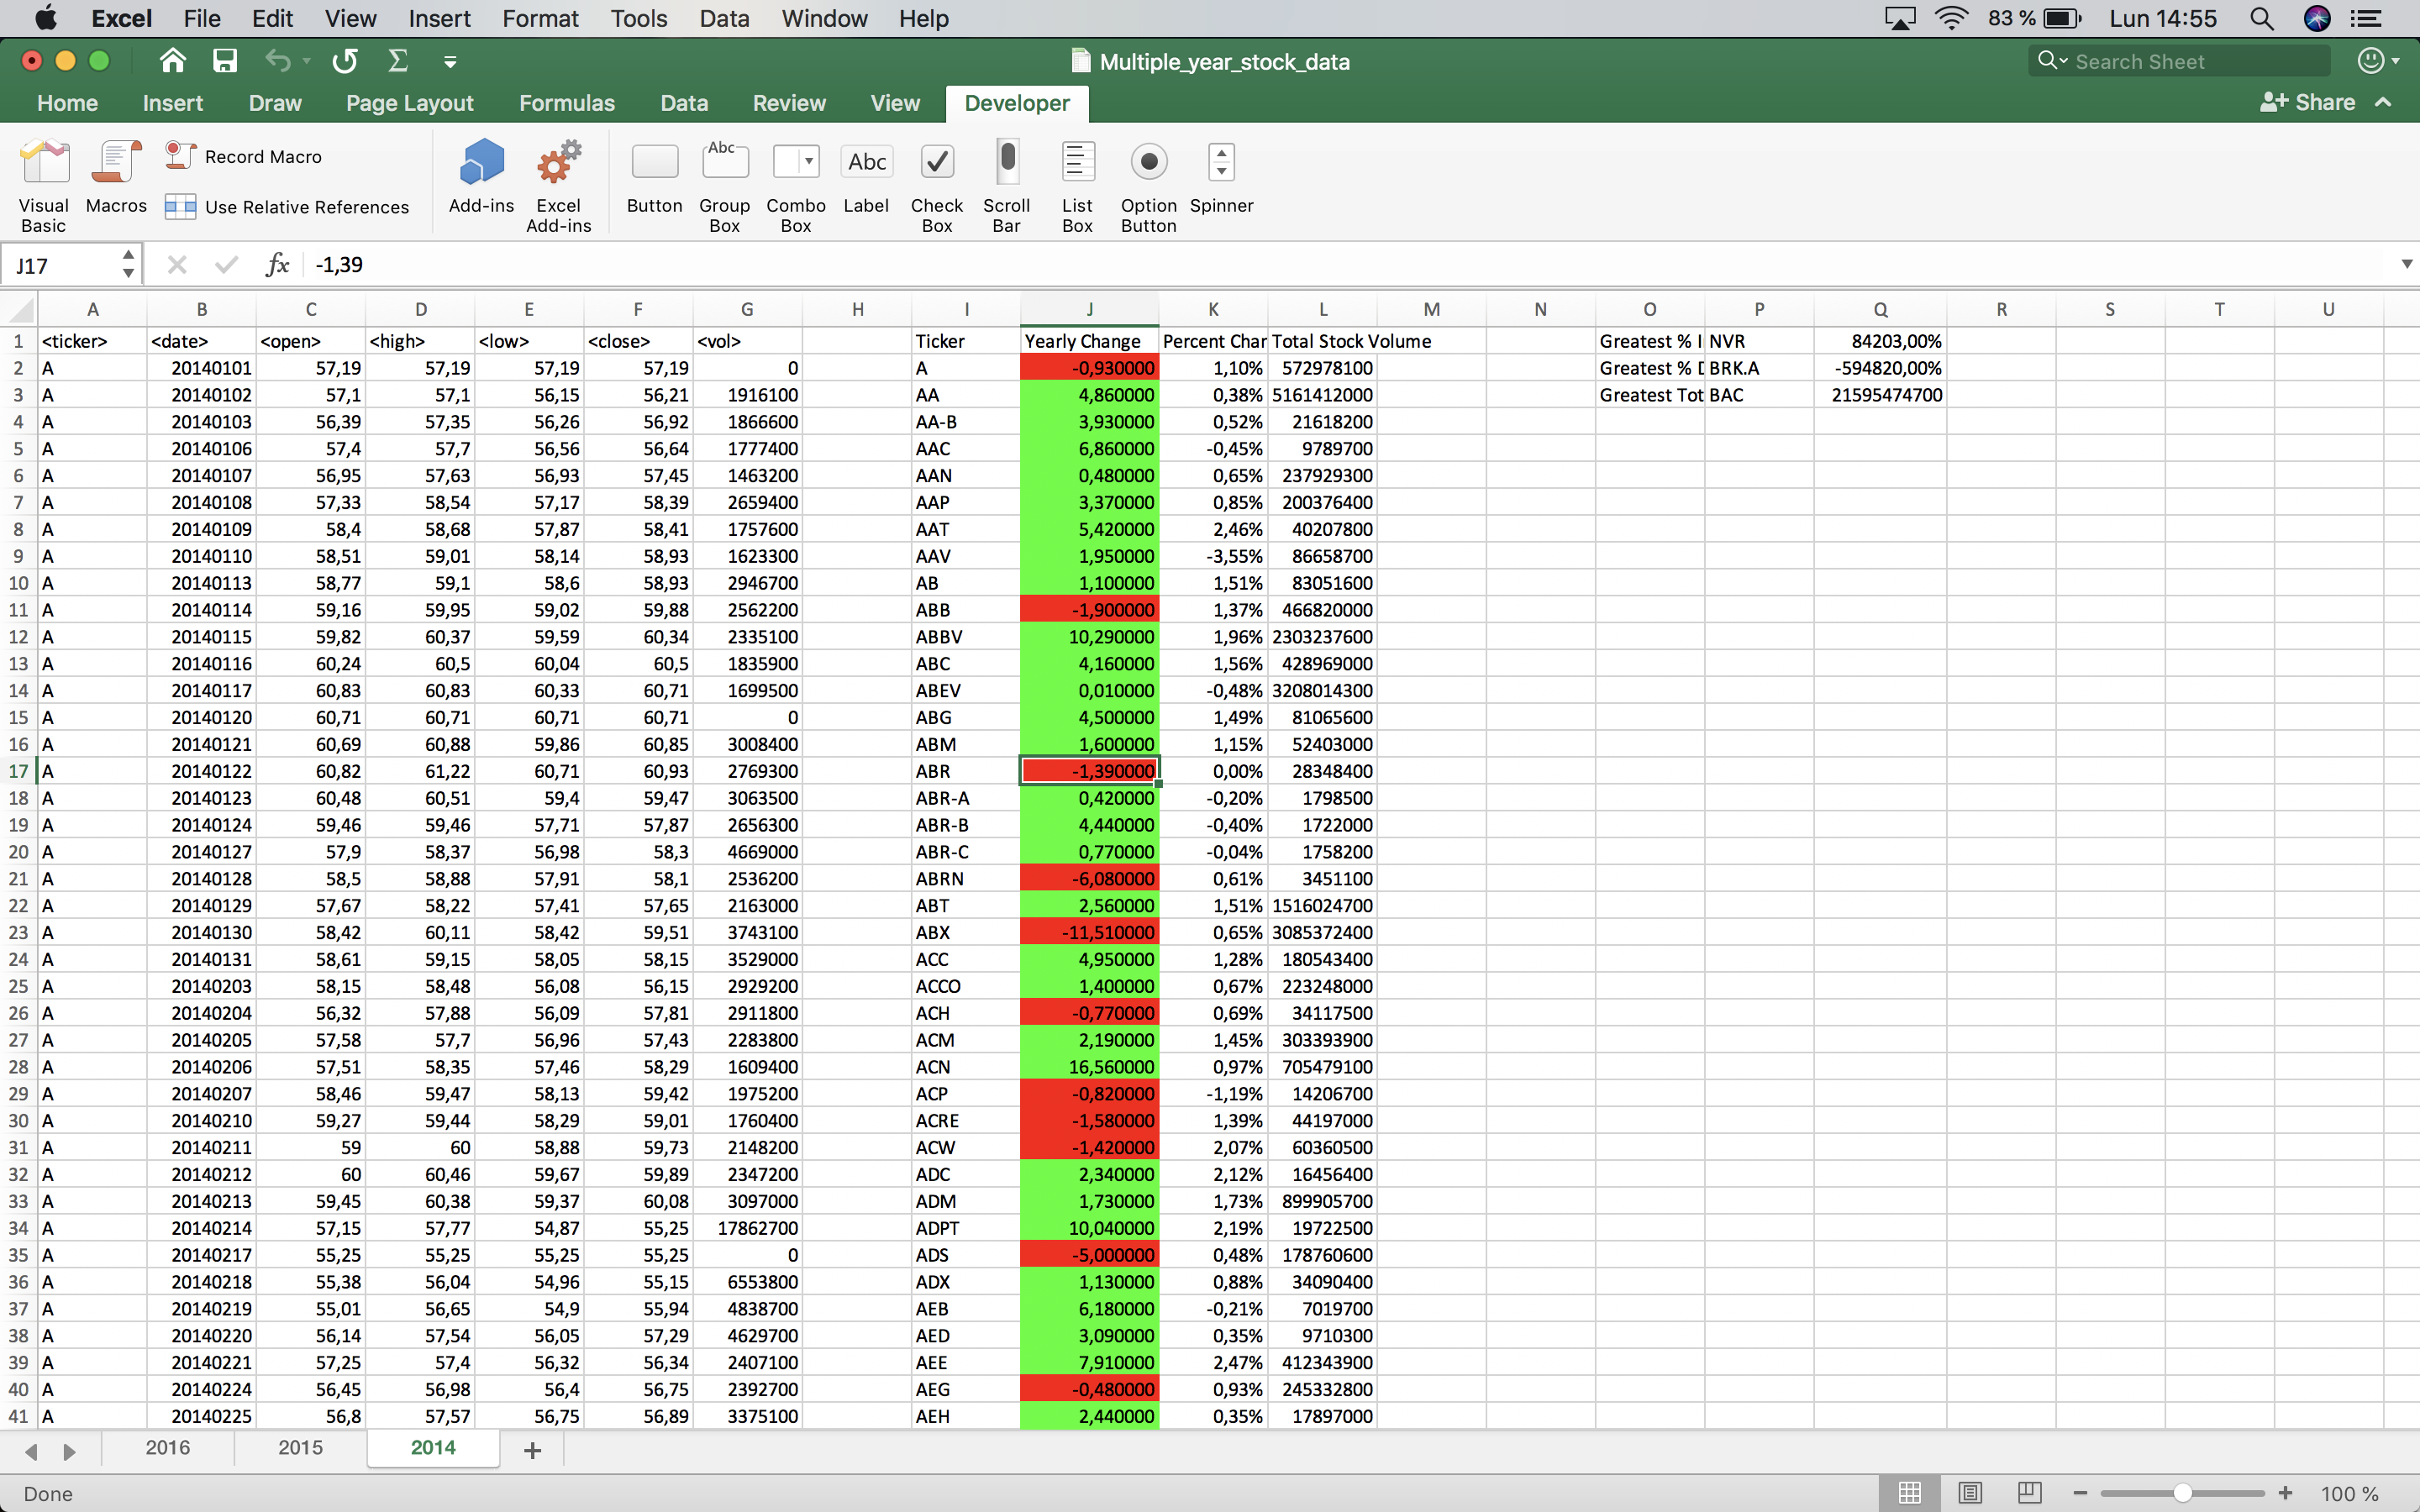 Excel File Edit View Insert Format Tools Data Window Help 83 % Lun 14:55
Multiple_year_stock_data Search Sheet
Home Insert Draw Page Layout Formulas Data Review View Developer Share
Visual Basic Macros Record Macro Use Relative References Add-ins Excel Add-ins Button Abc Group Box Combo Box Abc Label Check Box Scroll Bar List Box Option Button Spinner
J17 fx -1,39
A B C D E F G H I J K L M N O P Q R S T U
1 <ticker> <date> <open> <high> <low> <close> <vol> Ticker Yearly Change Percent Char Total Stock Volume Greatest % I NVR 84203,00%
2 A 20140101 57,19 57,19 57,19 57,19 0 A -0,930000 1,10% 572978100 Greatest % D BRK.A -594820,00%
3 A 20140102 57,1 57,1 56,15 56,21 1916100 AA 4,860000 0,38% 5161412000 Greatest Tot BAC 21595474700
4 A 20140103 56,39 57,35 56,26 56,92 1866600 AA-B 3,930000 0,52% 21618200
5 A 20140106 57,4 57,7 56,56 56,64 1777400 AAC 6,860000 -0,45% 9789700
6 A 20140107 56,95 57,63 56,93 57,45 1463200 AAN 0,480000 0,65% 237929300
7 A 20140108 57,33 58,54 57,17 58,39 2659400 AAP 3,370000 0,85% 200376400
8 A 20140109 58,4 58,68 57,87 58,41 1757600 AAT 5,420000 2,46% 40207800
9 A 20140110 58,51 59,01 58,14 58,93 1623300 AAV 1,950000 -3,55% 86658700
10 A 20140113 58,77 59,1 58,6 58,93 2946700 AB 1,100000 1,51% 83051600
11 A 20140114 59,16 59,95 59,02 59,88 2562200 ABB -1,900000 1,37% 466820000
12 A 20140115 59,82 60,37 59,59 60,34 2335100 ABBV 10,290000 1,96% 2303237600
13 A 20140116 60,24 60,5 60,04 60,5 1835900 ABC 4,160000 1,56% 428969000
14 A 20140117 60,83 60,83 60,33 60,71 1699500 ABEV 0,010000 -0,48% 3208014300
15 A 20140120 60,71 60,71 60,71 60,71 0 ABG 4,500000 1,49% 81065600
16 A 20140121 60,69 60,88 59,86 60,85 3008400 ABM 1,600000 1,15% 52403000
17 A 20140122 60,82 61,22 60,71 60,93 2769300 ABR -1,390000 0,00% 28348400
18 A 20140123 60,48 60,51 59,4 59,47 3063500 ABR-A 0,420000 -0,20% 1798500
19 A 20140124 59,46 59,46 57,71 57,87 2656300 ABR-B 4,440000 -0,40% 1722000
20 A 20140127 57,9 58,37 56,98 58,3 4669000 ABR-C 0,770000 -0,04% 1758200
21 A 20140128 58,5 58,88 57,91 58,1 2536200 ABRN -6,080000 0,61% 3451100
22 A 20140129 57,67 58,22 57,41 57,65 2163000 ABT 2,560000 1,51% 1516024700
23 A 20140130 58,42 60,11 58,42 59,51 3743100 ABX -11,510000 0,65% 3085372400
24 A 20140131 58,61 59,15 58,05 58,15 3529000 ACC 4,950000 1,28% 180543400
25 A 20140203 58,15 58,48 56,08 56,15 2929200 ACCO 1,400000 0,67% 223248000
26 A 20140204 56,32 57,88 56,09 57,81 2911800 ACH -0,770000 0,69% 34117500
27 A 20140205 57,58 57,7 56,96 57,43 2283800 ACM 2,190000 1,45% 303393900
28 A 20140206 57,51 58,35 57,46 58,29 1609400 ACN 16,560000 0,97% 705479100
29 A 20140207 58,46 59,47 58,13 59,42 1975200 ACP -0,820000 -1,19% 14206700
30 A 20140210 59,27 59,44 58,29 59,01 1760400 ACRE -1,580000 1,39% 44197000
31 A 20140211 59 60 58,88 59,73 2148200 ACW -1,420000 2,07% 60360500
32 A 20140212 60 60,46 59,67 59,89 2347200 ADC 2,340000 2,12% 16456400
33 A 20140213 59,45 60,38 59,37 60,08 3097000 ADM 1,730000 1,73% 899905700
34 A 20140214 57,15 57,77 54,87 55,25 17862700 ADPT 10,040000 2,19% 19722500
35 A 20140217 55,25 55,25 55,25 55,25 0 ADS -5,000000 0,48% 178760600
36 A 20140218 55,38 56,04 54,96 55,15 6553800 ADX 1,130000 0,88% 34090400
37 A 20140219 55,01 56,65 54,9 55,94 4838700 AEB 6,180000 -0,21% 7019700
38 A 20140220 56,14 57,54 56,05 57,29 4629700 AED 3,090000 0,35% 9710300
39 A 20140221 57,25 57,4 56,32 56,34 2407100 AEE 7,910000 2,47% 412343900
40 A 20140224 56,45 56,98 56,4 56,75 2392700 AEG -0,480000 0,93% 245332800
41 A 20140225 56,8 57,57 56,75 56,89 3375100 AEH 2,440000 0,35% 17897000
2016 2015 2014
Done 100 %